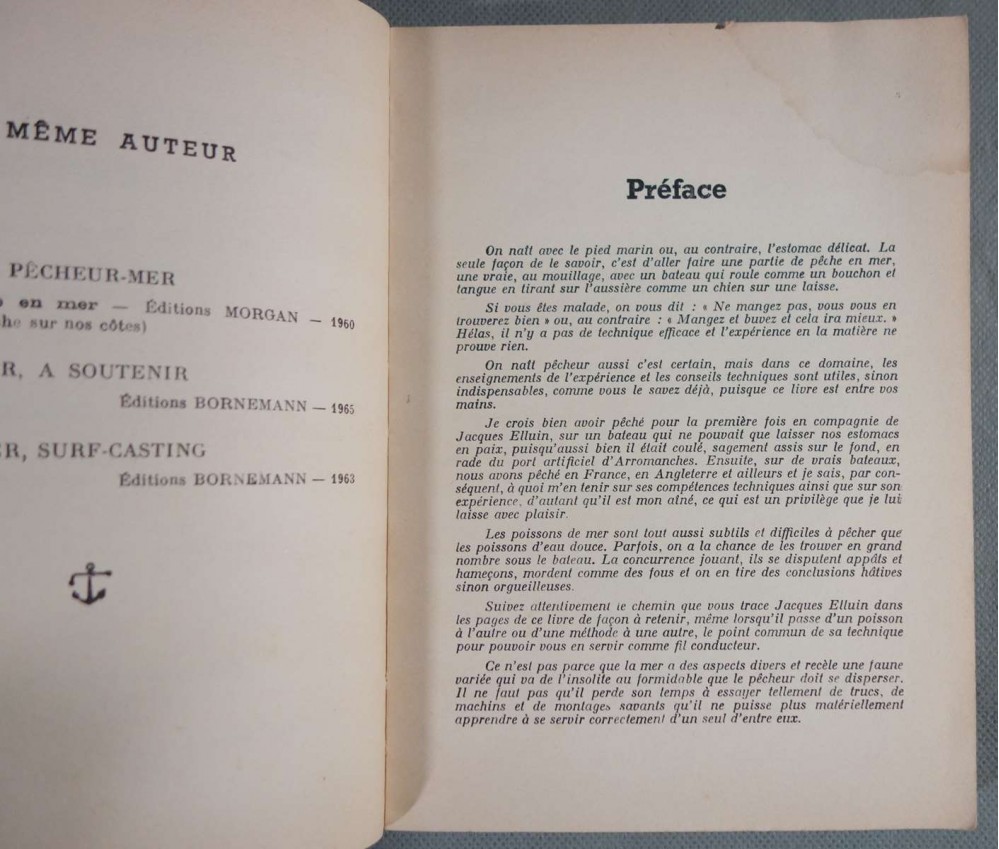 MÊME AUTEUR
PÊCHEUR-MER
en mer — Éditions MORGAN — 1960
sur nos côtes)
R, A SOUTENIR
Éditions BORNEMANN — 1965
ER, SURF-CASTING
Éditions BORNEMANN — 1963
Préface
On naît avec le pied marin ou, au contraire, l'estomac délicat. La
seule façon de le savoir, c'est d'aller faire une partie de pêche en mer,
une vraie, au mouillage, avec un bateau qui roule comme un bouchon et
tangue en tirant sur l'aussière comme un chien sur une laisse.
Si vous êtes malade, on vous dit : « Ne mangez pas, vous vous en
trouverez bien » ou, au contraire : « Mangez et buvez et cela ira mieux. »
Hélas, il n'y a pas de technique efficace et l'expérience en la matière ne
prouve rien.
On naît pêcheur aussi c'est certain, mais dans ce domaine, les
enseignements de l'expérience et les conseils techniques sont utiles, sinon
indispensables, comme vous le savez déjà, puisque ce livre est entre vos
mains.
Je crois bien avoir pêché pour la première fois en compagnie de
Jacques Elluin, sur un bateau qui ne pouvait que laisser nos estomacs
en paix, puisqu'aussi bien il était coulé, sagement assis sur le fond, en
rade du port artificiel d'Arromanches. Ensuite, sur de vrais bateaux,
nous avons pêché en France, en Angleterre et ailleurs et je sais, par con-
séquent, à quoi m'en tenir sur ses compétences techniques ainsi que sur son
expérience, d'autant qu'il est mon aîné, ce qui est un privilège que je lui
laisse avec plaisir.
Les poissons de mer sont tout aussi subtils et difficiles à pêcher que
les poissons d'eau douce. Parfois, on a la chance de les trouver en grand
nombre sous le bateau. La concurrence jouant, ils se disputent appâts et
hameçons, mordent comme des fous et on en tire des conclusions hâtives
sinon orgueilleuses.
Suivez attentivement le chemin que vous trace Jacques Elluin dans
les pages de ce livre de façon à retenir, même lorsqu'il passe d'un poisson
à l'autre ou d'une méthode à une autre, le point commun de sa technique
pour pouvoir vous en servir comme fil conducteur.
Ce n'est pas parce que la mer a des aspects divers et recèle une faune
variée qui va de l'insolite au formidable que le pêcheur doit se disperser.
Il ne faut pas qu'il perde son temps à essayer tellement de trucs, de
machins et de montages savants qu'il ne puisse plus matériellement
apprendre à se servir correctement d'un seul d'entre eux.